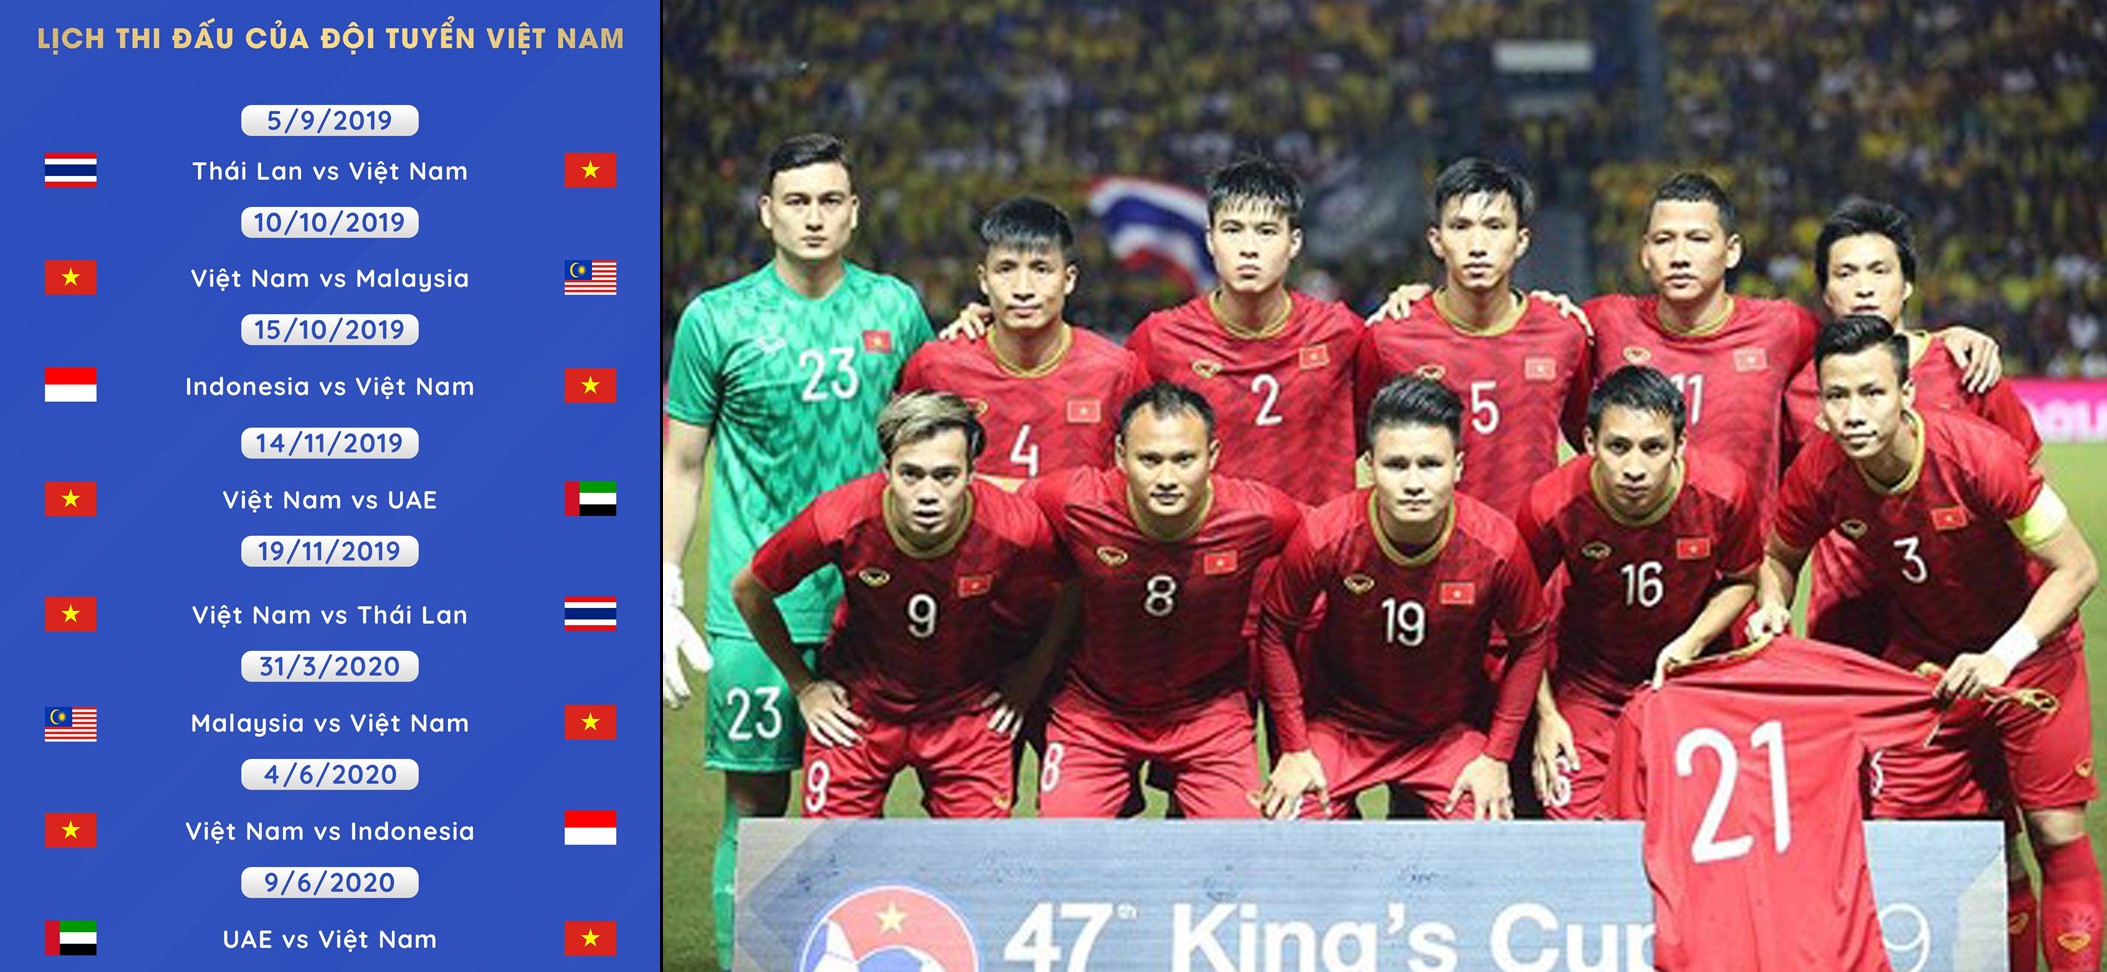 LỊCH THI ĐẤU CỦA ĐỘI TUYỂN VIỆT NAM
5/9/2019
Thái Lan vs Việt Nam
10/10/2019
Việt Nam vs Malaysia
15/10/2019
Indonesia vs Việt Nam
14/11/2019
Việt Nam vs UAE
19/11/2019
Việt Nam vs Thái Lan
31/3/2020
Malaysia vs Việt Nam
4/6/2020
Việt Nam vs Indonesia
9/6/2020
UAE vs Việt Nam
23
4
2
5
11
9
8
19
16
3
23
9
8
16
21
47th King's Cup